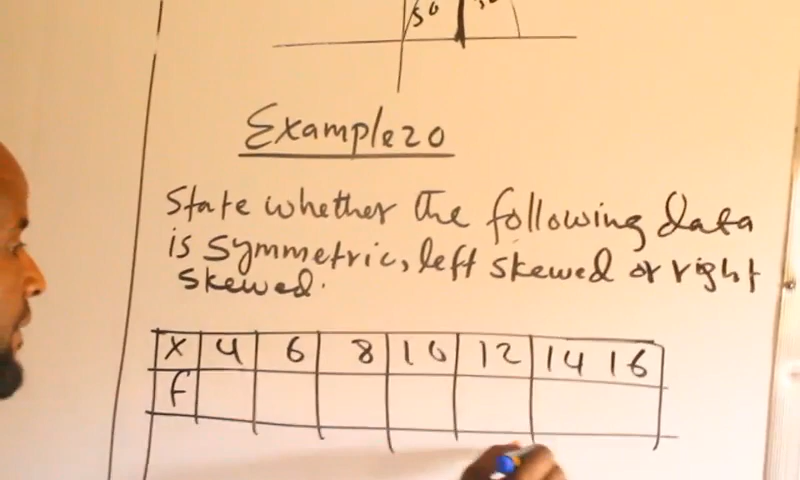 50
Example 20
State whether the following data
is symmetric, left skewed or right
skewed.
X 4 6 8 10 12 14 16
F